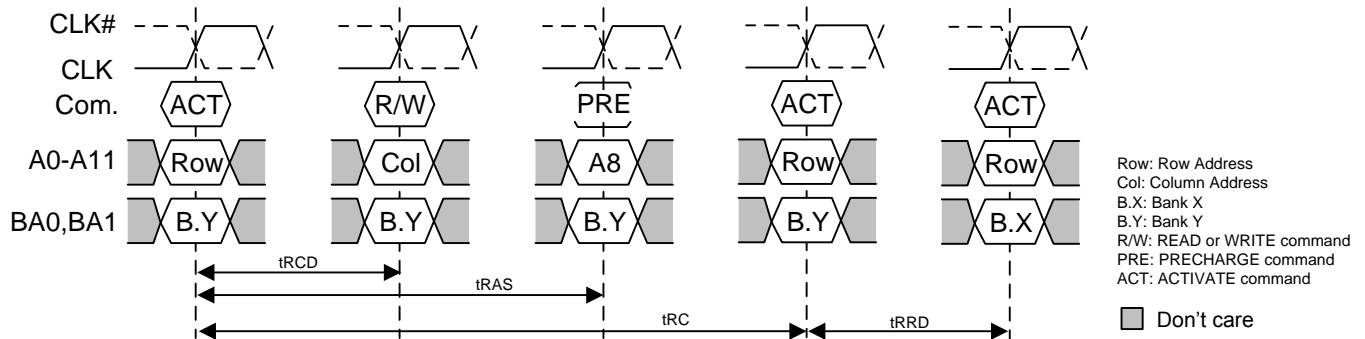 CLK#
CLK
Com. ACT R/W PRE ACT ACT
A0-A11 Row Col A8 Row Row
BA0,BA1 B.Y B.Y B.Y B.Y B.X
tRCD
tRAS
tRC tRRD
Row: Row Address
Col: Column Address
B.X: Bank X
B.Y: Bank Y
R/W: READ or WRITE command
PRE: PRECHARGE command
ACT: ACTIVATE command
Don't care